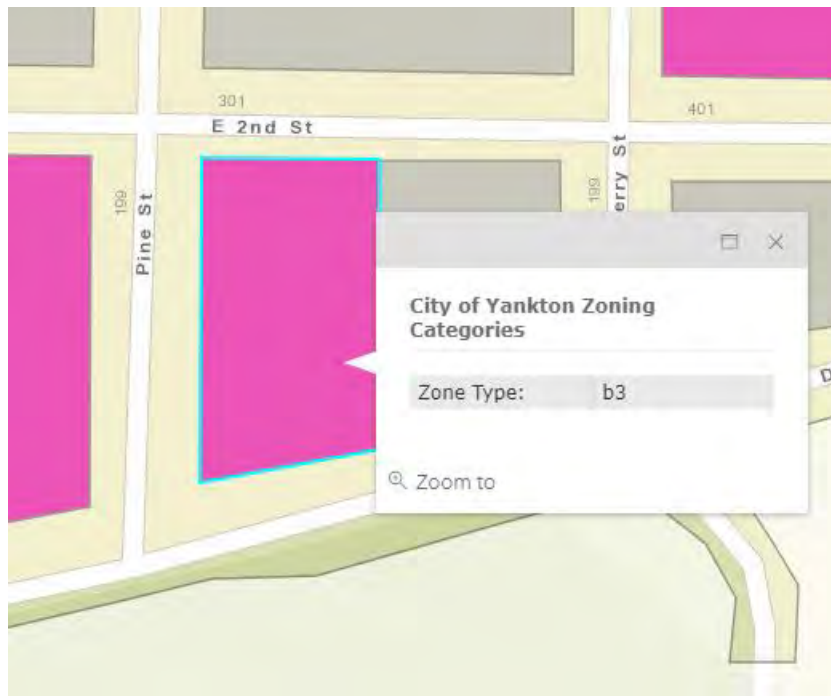 301
E 2nd St
401
199
Pine St
199
erry St
City of Yankton Zoning
Categories
Zone Type: b3
Zoom to
D